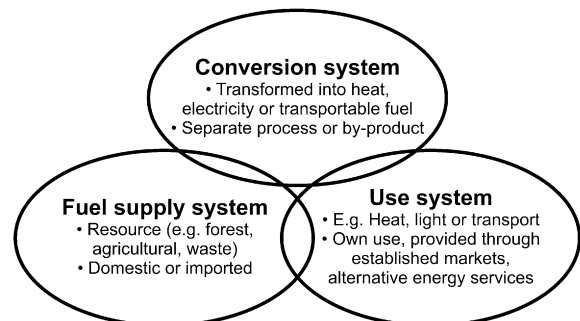 Conversion system
• Transformed into heat,
electricity or transportable fuel
• Separate process or by-product
Fuel supply system
• Resource (e.g. forest,
agricultural, waste)
• Domestic or imported
Use system
• E.g. Heat, light or transport
• Own use, provided through
established markets,
alternative energy services